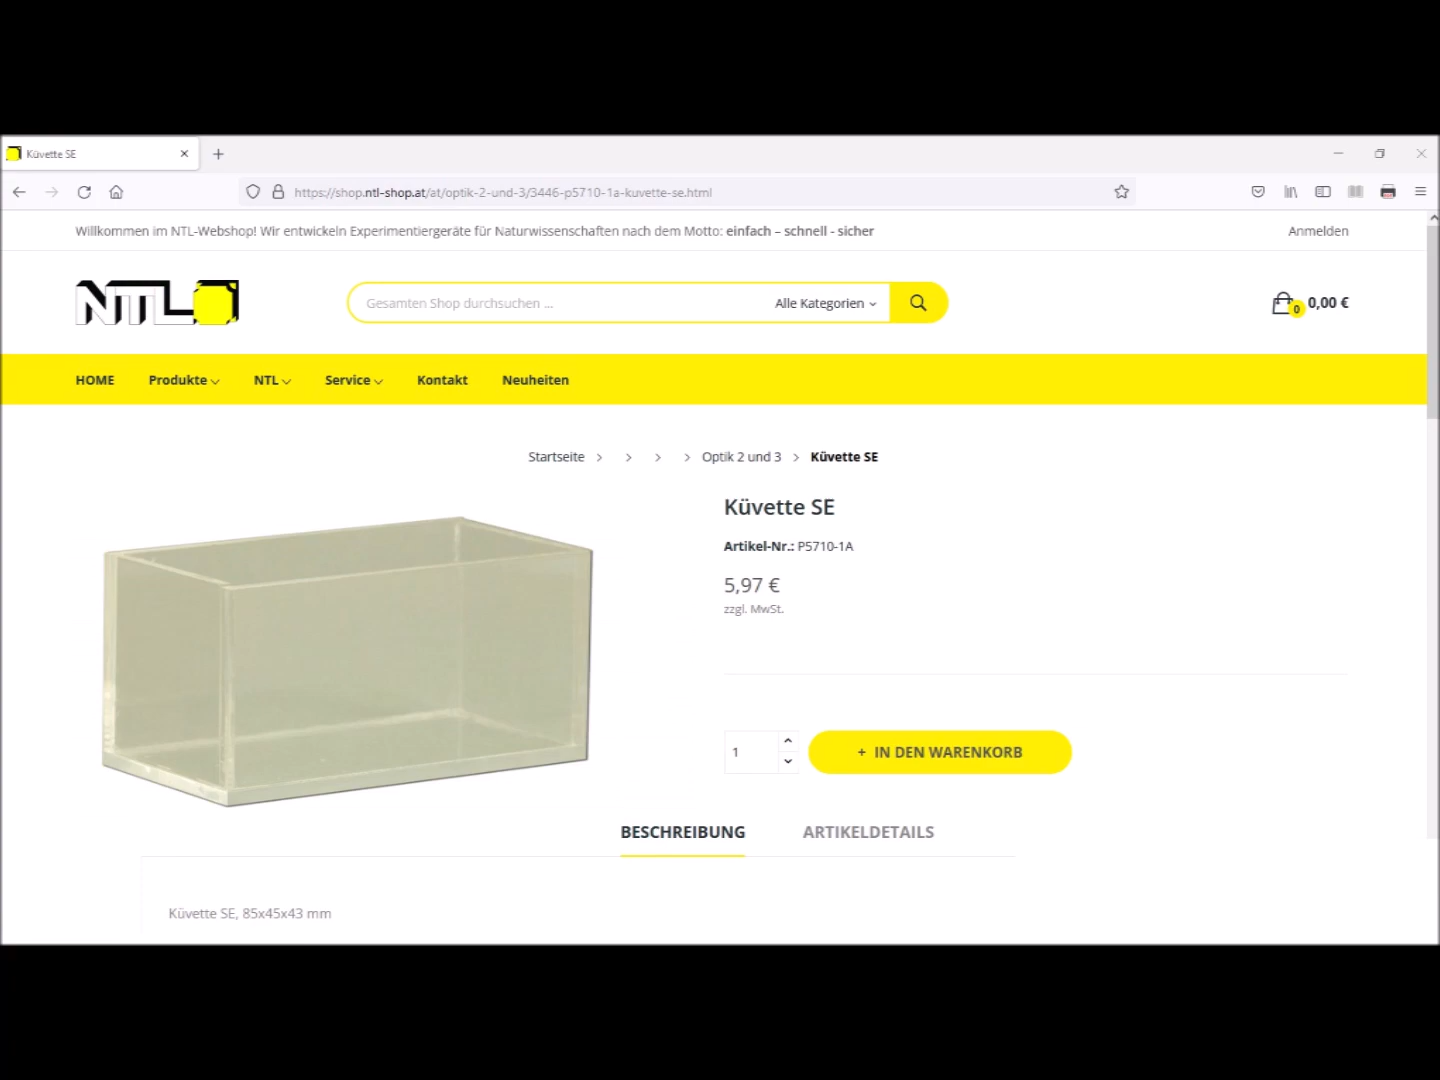 Küvette SE
https://shop.ntl-shop.at/at/optik-2-und-3/3446-p5710-1a-kuvette-se.html
Willkommen im NTL-Webshop! Wir entwickeln Experimentiergeräte für Naturwissenschaften nach dem Motto: einfach – schnell - sicher
Anmelden
NTL
Gesamten Shop durchsuchen ...
Alle Kategorien
0
0,00 €
HOME
Produkte
NTL
Service
Kontakt
Neuheiten
Startseite > > > > Optik 2 und 3 > Küvette SE
Küvette SE
Artikel-Nr.: P5710-1A
5,97 €
zzgl. MwSt.
1
+ IN DEN WARENKORB
BESCHREIBUNG
ARTIKELDETAILS
Küvette SE, 85x45x43 mm